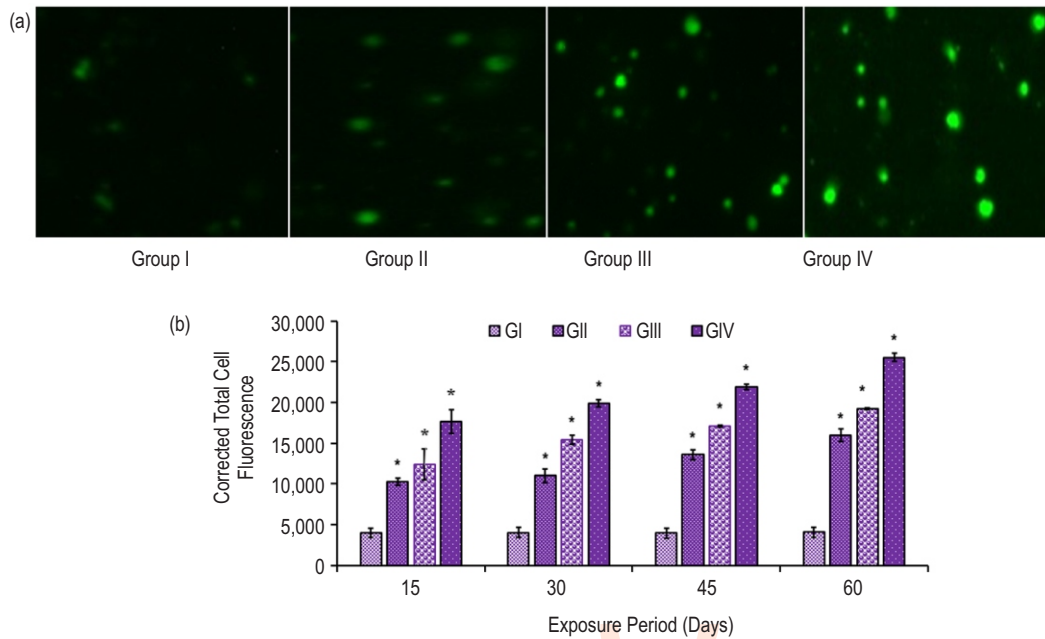 (a)
Group I Group II Group III Group IV
(b)
GI GII GIII GIV
Corrected Total Cell
Fluorescence
30,000
25,000
20,000
15,000
10,000
5,000
0
* * * * * * * * * * * *
15 30 45 60
Exposure Period (Days)